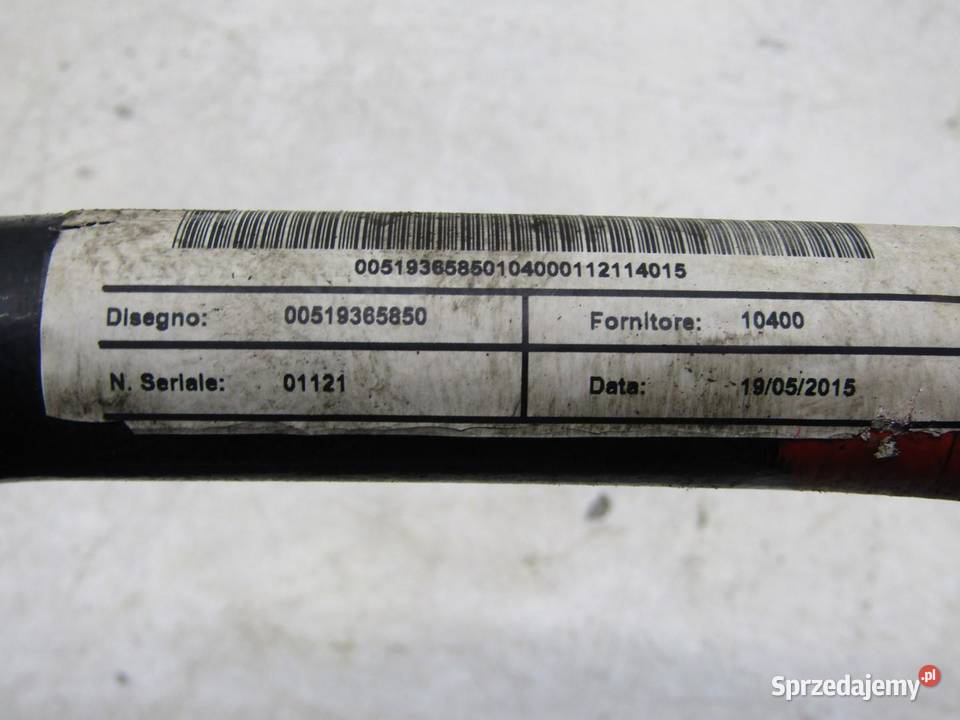 00519365850104000112114015
Disegno: 00519365850 Fornitore: 10400
N. Seriale: 01121 Data: 19/05/2015
Sprzedajemy.pl